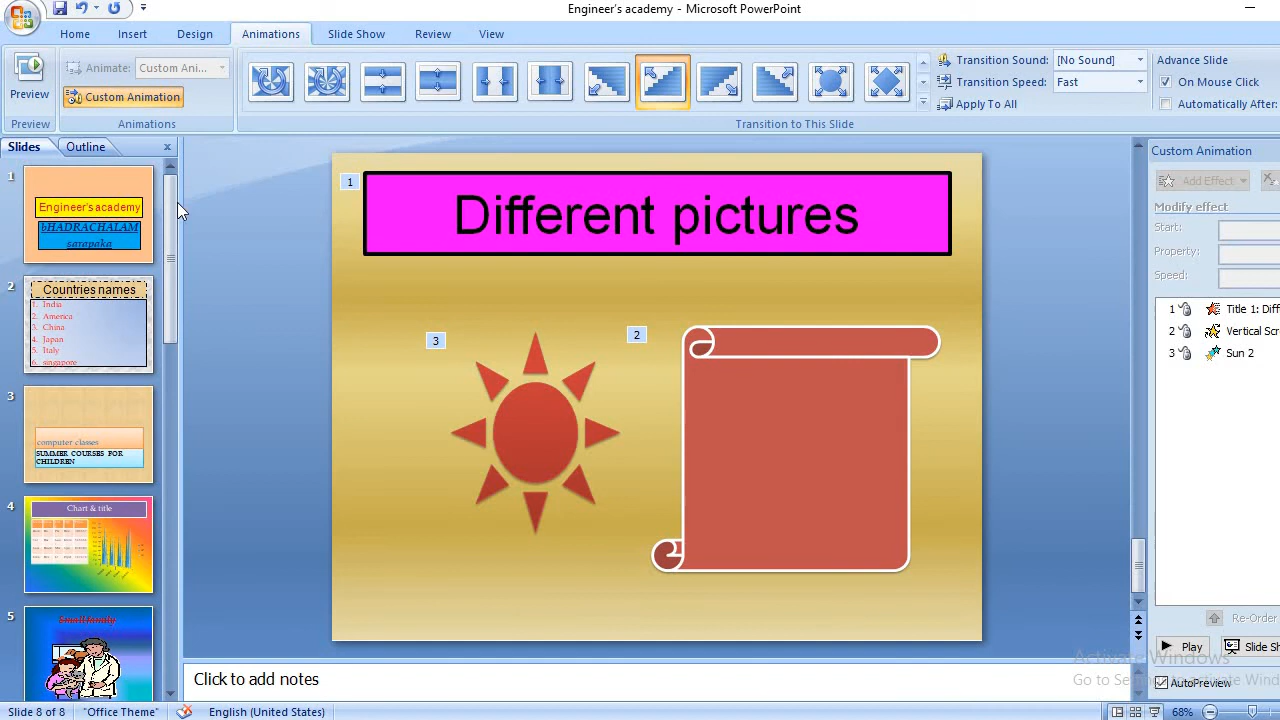 Engineer's academy - Microsoft PowerPoint
Home Insert Design Animations Slide Show Review View
Preview
Animate: Custom Ani...
Custom Animation
Transition Sound: [No Sound]
Transition Speed: Fast
Apply To All
Advance Slide
On Mouse Click
Automatically After:
Preview Animations Transition to This Slide
Slides Outline
1
Engineer's academy
bHADRACHALAM
sarapaka
2
Countries names
1. India
2. America
3. China
4. Japan
5. Italy
6. singapore
3
computer classes
SUMMER COURSES FOR
CHILDREN
4
Chart & title
5
Small family
1
Different pictures
3
2
Custom Animation
Add Effect
Modify effect
Start:
Property:
Speed:
1 Title 1: Diff
2 Vertical Scr
3 Sun 2
Re-Order
Play Slide Sh
AutoPreview
Activate Windows
Click to add notes
Slide 8 of 8 "Office Theme" English (United States) 68%